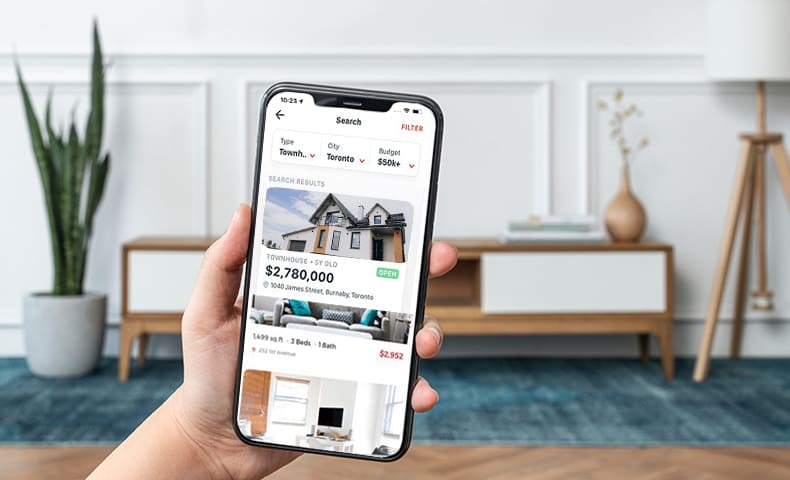 10:23
Search
FILTER
Type City Budget
Townh.. Toronto $50k+
SEARCH RESULTS
TOWNHOUSE • 5Y OLD
$2,780,000
OPEN
1040 James Street, Burnaby, Toronto
1,499 sq.ft • 3 Beds • 1 Bath
252 1st Avenue
$2,952